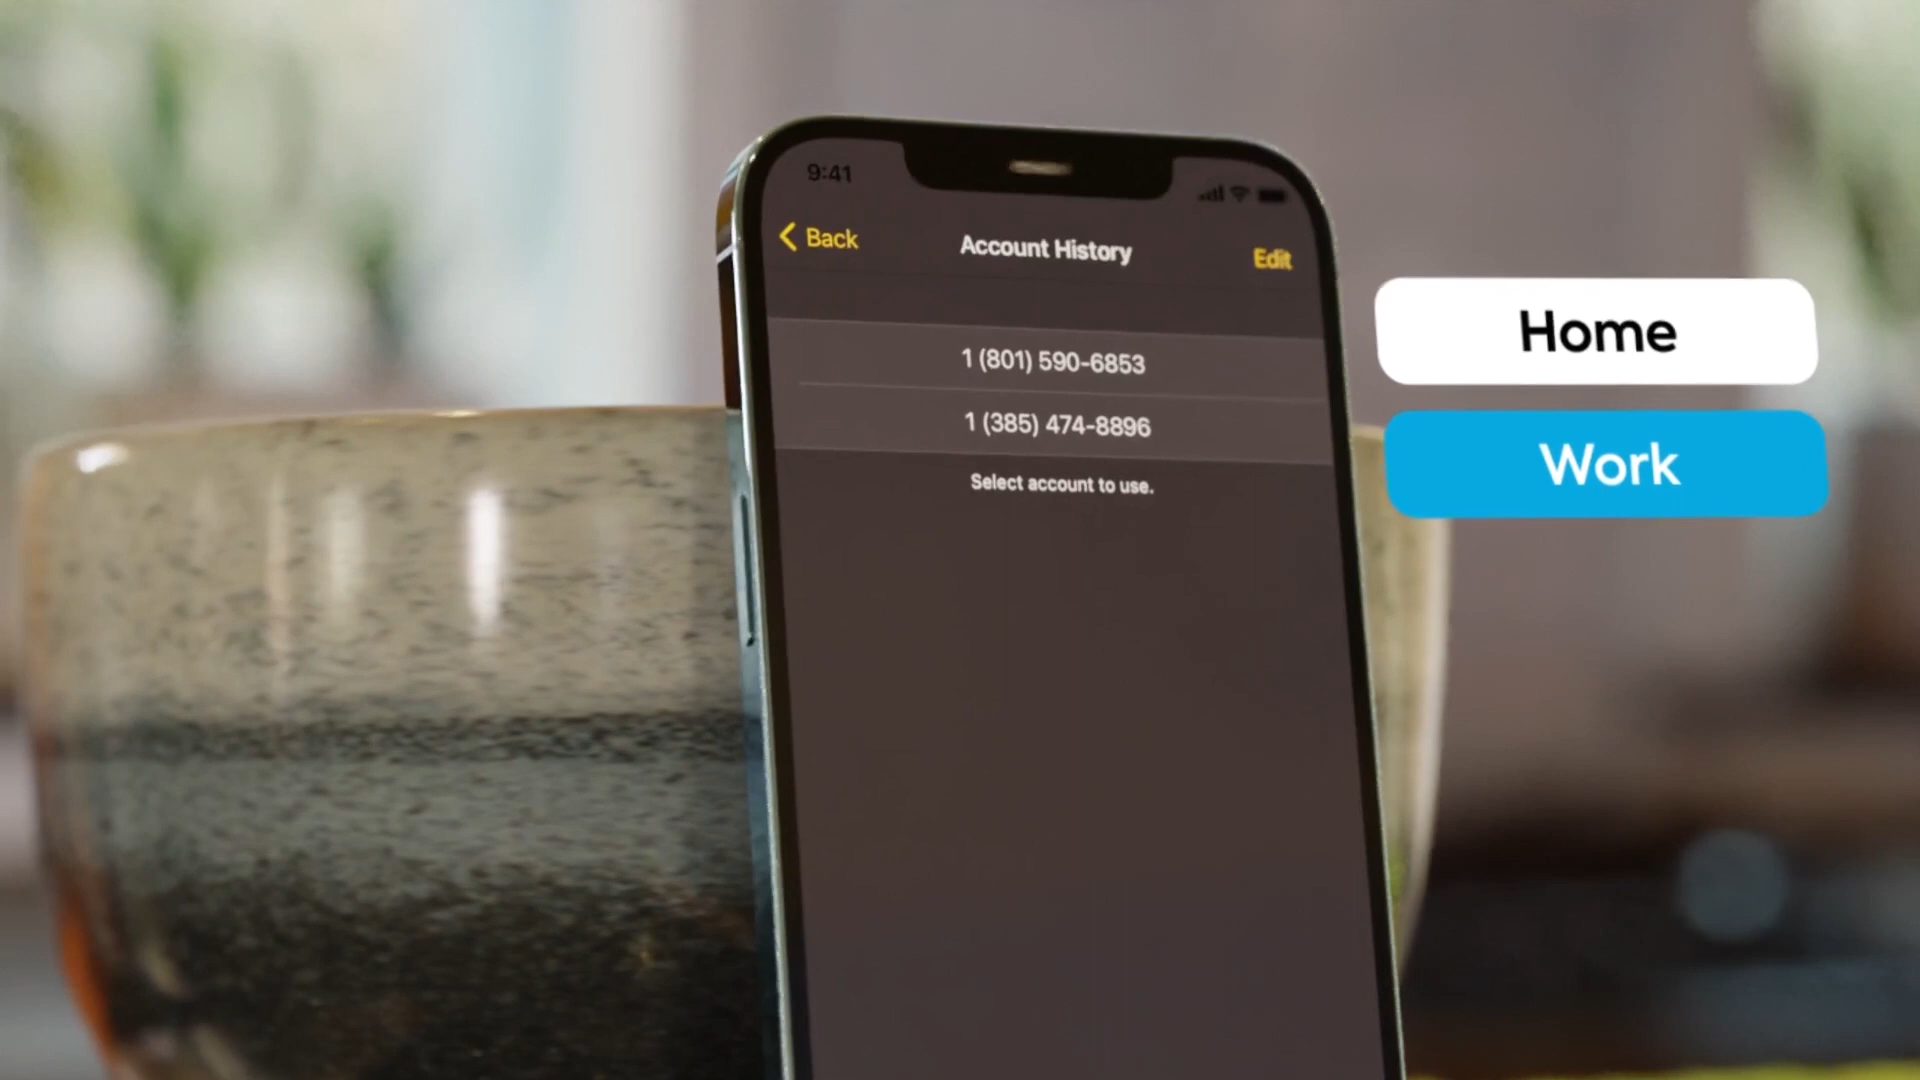 9:41
Back
Account History
Edit
1 (801) 590-6853
Home
1 (385) 474-8896
Work
Select account to use.